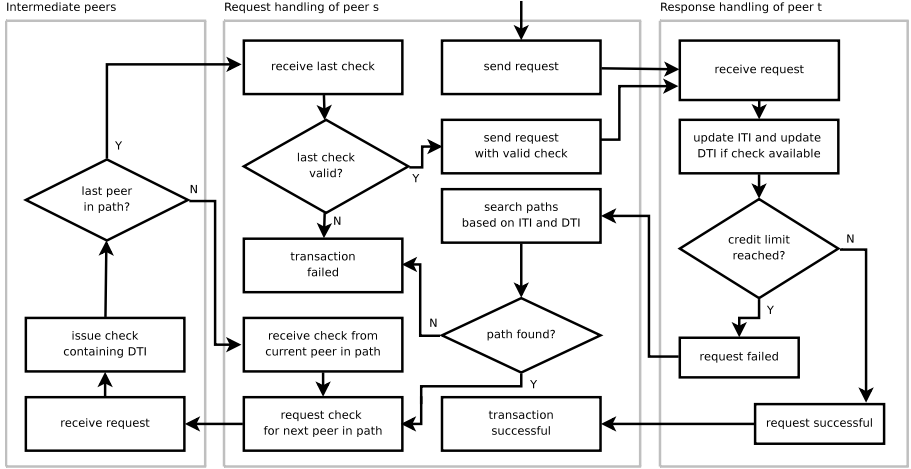 Intermediate peers
Request handling of peer s
Response handling of peer t
receive last check
send request
receive request
last check
valid?
Y
N
send request
with valid check
update ITI and update
DTI if check available
Y
last peer
in path?
N
search paths
based on ITI and DTI
credit limit
reached?
N
Y
transaction
failed
issue check
containing DTI
receive check from
current peer in path
N
path found?
Y
request failed
receive request
request check
for next peer in path
transaction
successful
request successful